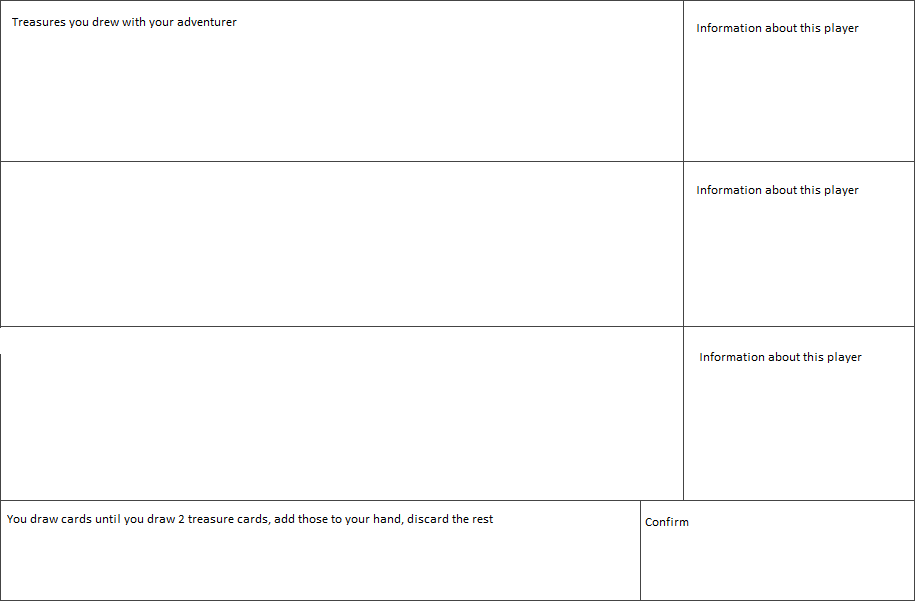 Treasures you drew with your adventurer
Information about this player
Information about this player
Information about this player
You draw cards until you draw 2 treasure cards, add those to your hand, discard the rest
Confirm